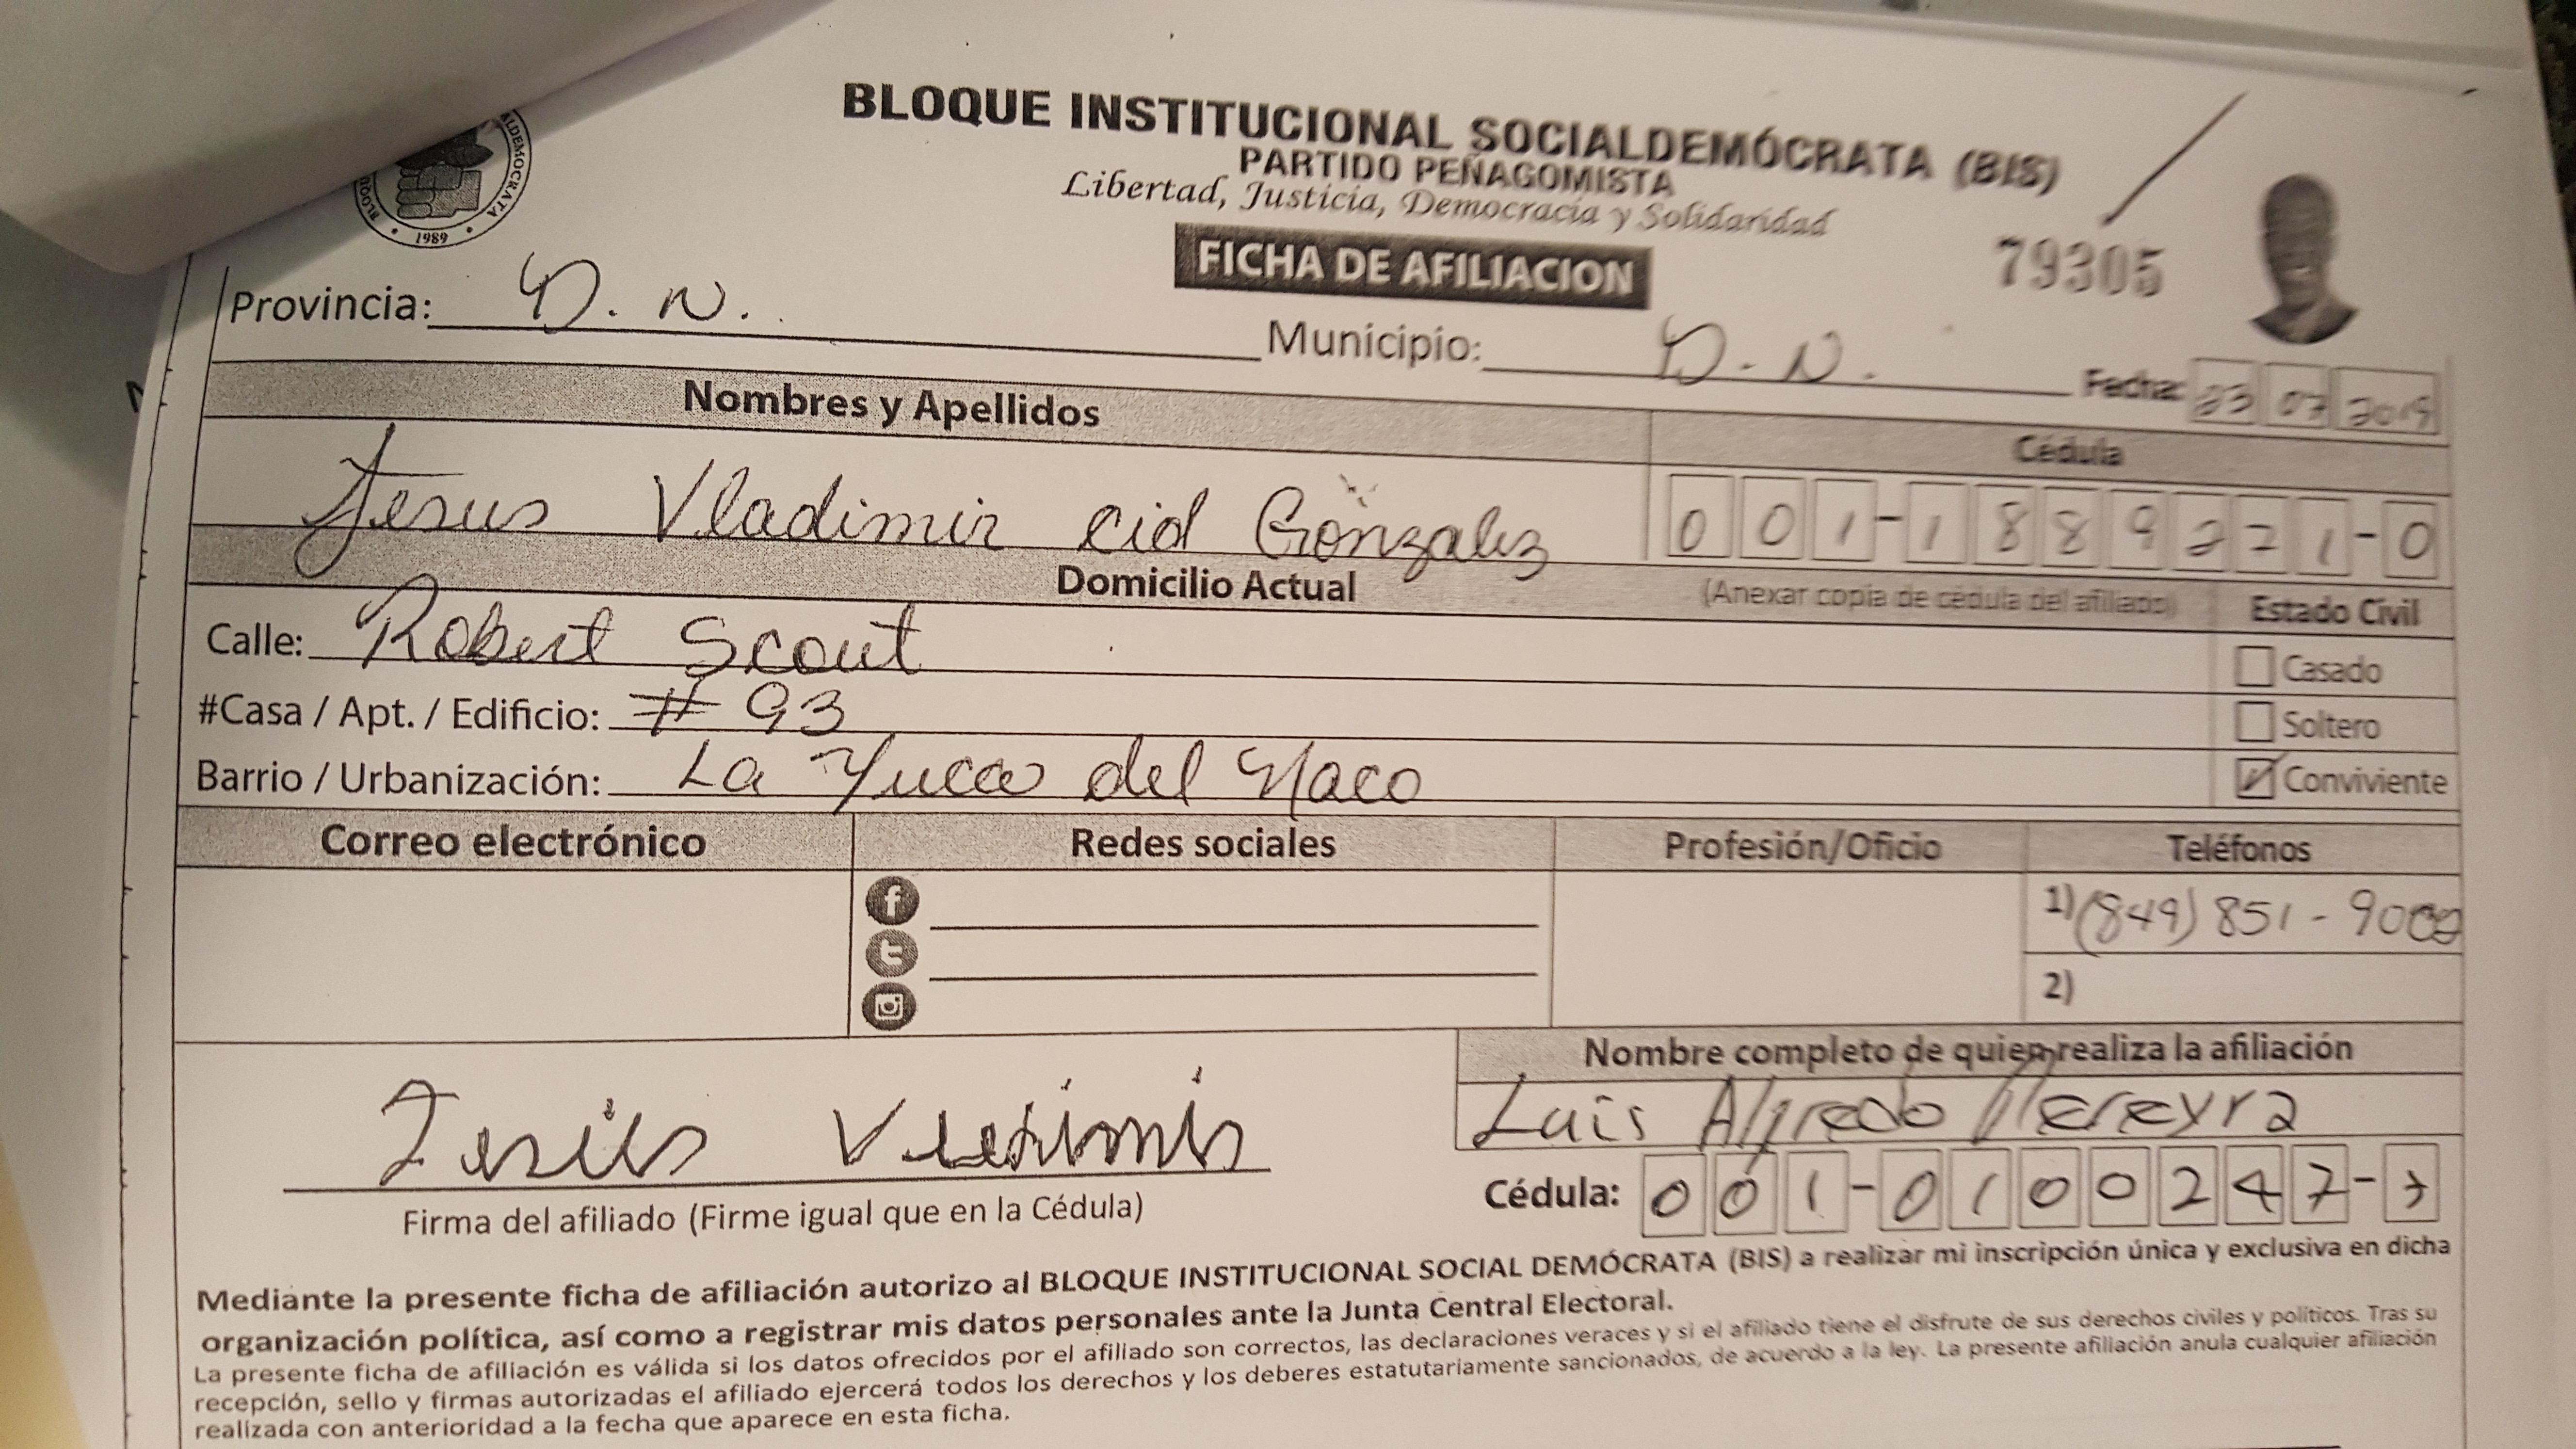 BLOQUE INSTITUCIONAL SOCIALDEMÓCRATA (BIS)
PARTIDO PEÑAGOMISTA
Libertad, Justicia, Democracia y Solidaridad
ALDEMOCRATA
BLOQ
1989
FICHA DE AFILIACION
79305
Provincia: D. N.
Municipio: D. N.
Fecha: 23 07 2019
Nombres y Apellidos
Cédula
Jesus Vladimir Cid Gonzalez
001-1889271-0
Domicilio Actual
(Anexar copia de cédula del afiliado)
Estado Civil
Calle: Robert Scout
Casado
#Casa / Apt. / Edificio: # 93
Soltero
Barrio / Urbanización: La Yuca del Naco
Conviviente
Correo electrónico
Redes sociales
Profesión/Oficio
Teléfonos
1) (849) 851-
2)
Nombre completo de quien realiza la afiliación
Luis Alfredo Pereyra
Jesus Vladimir
Firma del afiliado (Firme igual que en la Cédula)
Cédula: 001-0100247-
Mediante la presente ficha de afiliación autorizo al BLOQUE INSTITUCIONAL SOCIAL DEMÓCRATA (BIS) a realizar mi inscripción única y exclusiva en dicha
organización política, así como a registrar mis datos personales ante la Junta Central Electoral.
La presente ficha de afiliación es válida si los datos ofrecidos por el afiliado son correctos, las declaraciones veraces y si el afiliado tiene el disfrute de sus derechos civiles y políticos. Tras su
recepción, sello y firmas autorizadas el afiliado ejercerá todos los derechos y los deberes estatutariamente sancionados, de acuerdo a la ley. La presente afiliación anula cualquier afiliación
realizada con anterioridad a la fecha que aparece en esta ficha.